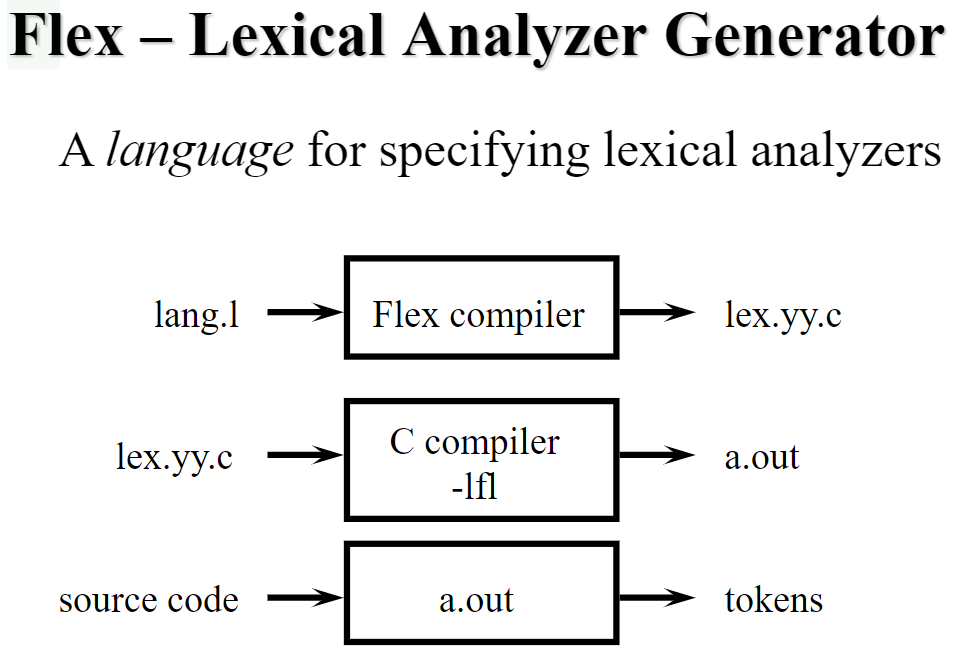 Flex – Lexical Analyzer Generator
A language for specifying lexical analyzers
lang.l Flex compiler lex.yy.c
lex.yy.c C compiler -lfl a.out
source code a.out tokens